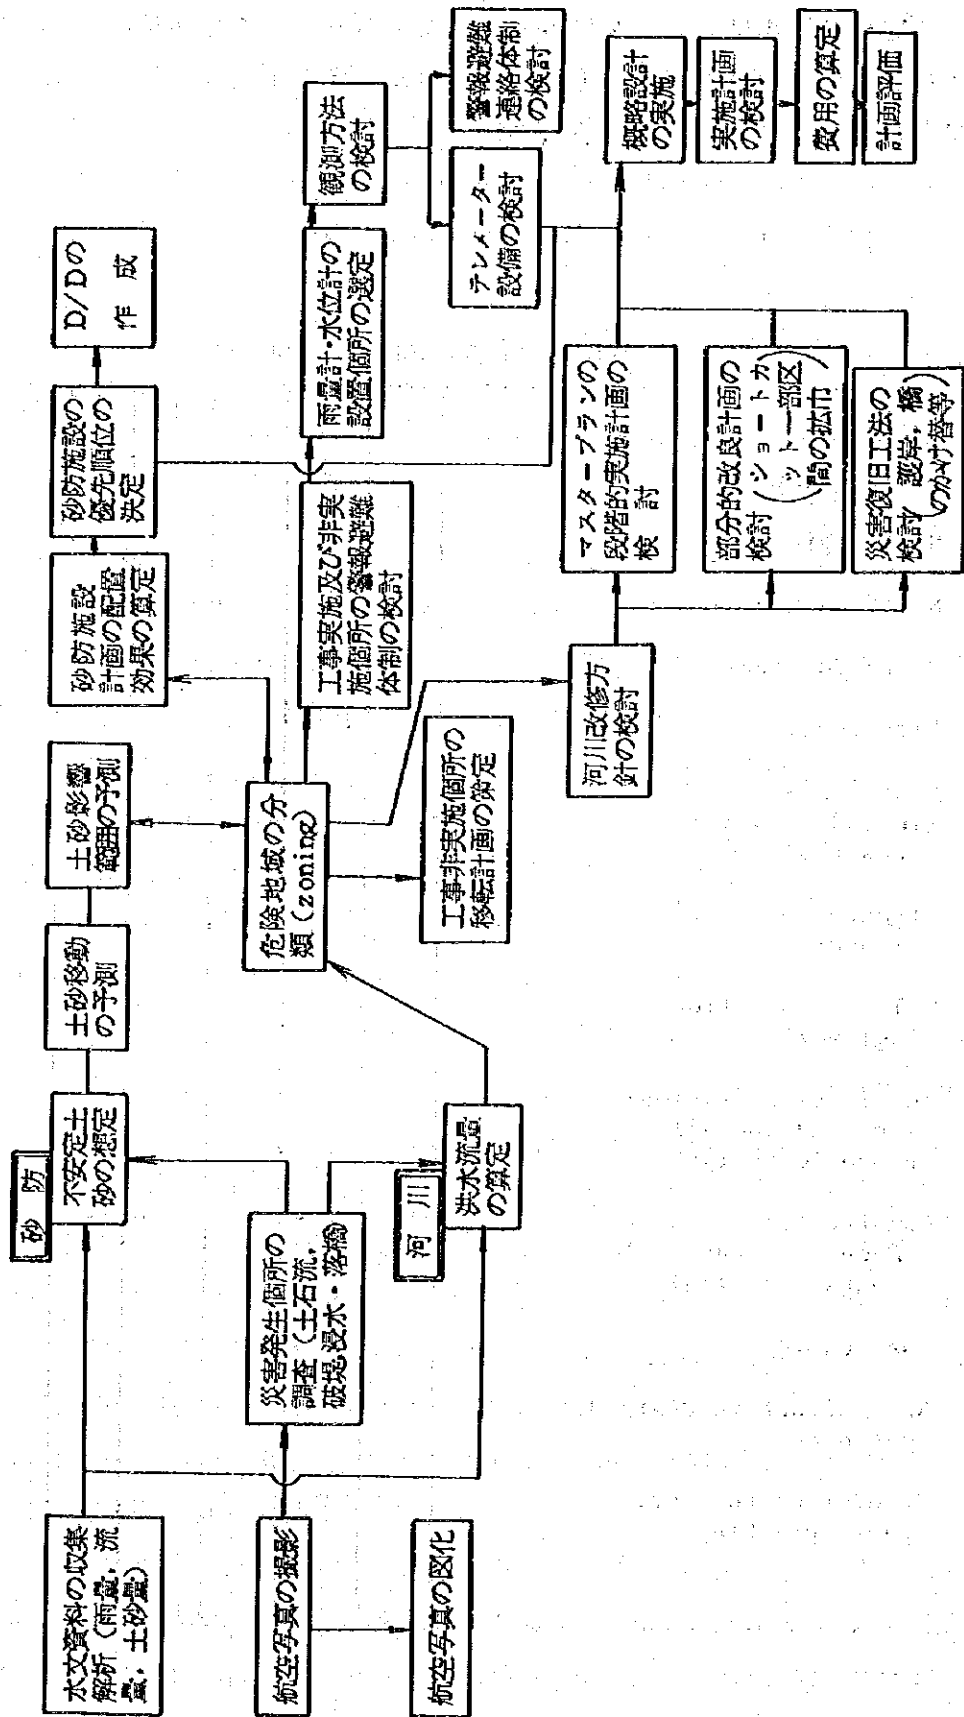 水文資料の収集
解析（雨量，流
量，土砂量）
航空写真の撮影
航空写真の図化
砂 防
不安定土
砂の想定
災害発生個所の
調査（土石流，
破堤，浸水・落橋）
河 川
洪水流量
の算定
土砂移動
の予測
土砂影響
範囲の予測
危険地域の分
類（zoning）
工事非実施個所の
移転計画の策定
砂防施設
計画の配置
効果の算定
工事実施及び非実
施個所の警報避難
体制の検討
河川改修方
針の検討
砂防施設の
優先順位の
決定
D/Dの
作 成
雨量計・水位計の
設置個所の選定
観測方法
の検討
テレメーター
設備の検討
警報避難
連絡体制
の検討
マスタープランの
段階的実施計画の
検 討
部分的改良計画の
検討（ショートカ
ット一部区
間の拡巾）
災害復旧工法の
検討（護岸，橋
のかけ替等）
概略設計
の実施
実施計画
の検討
費用の算定
計画評価